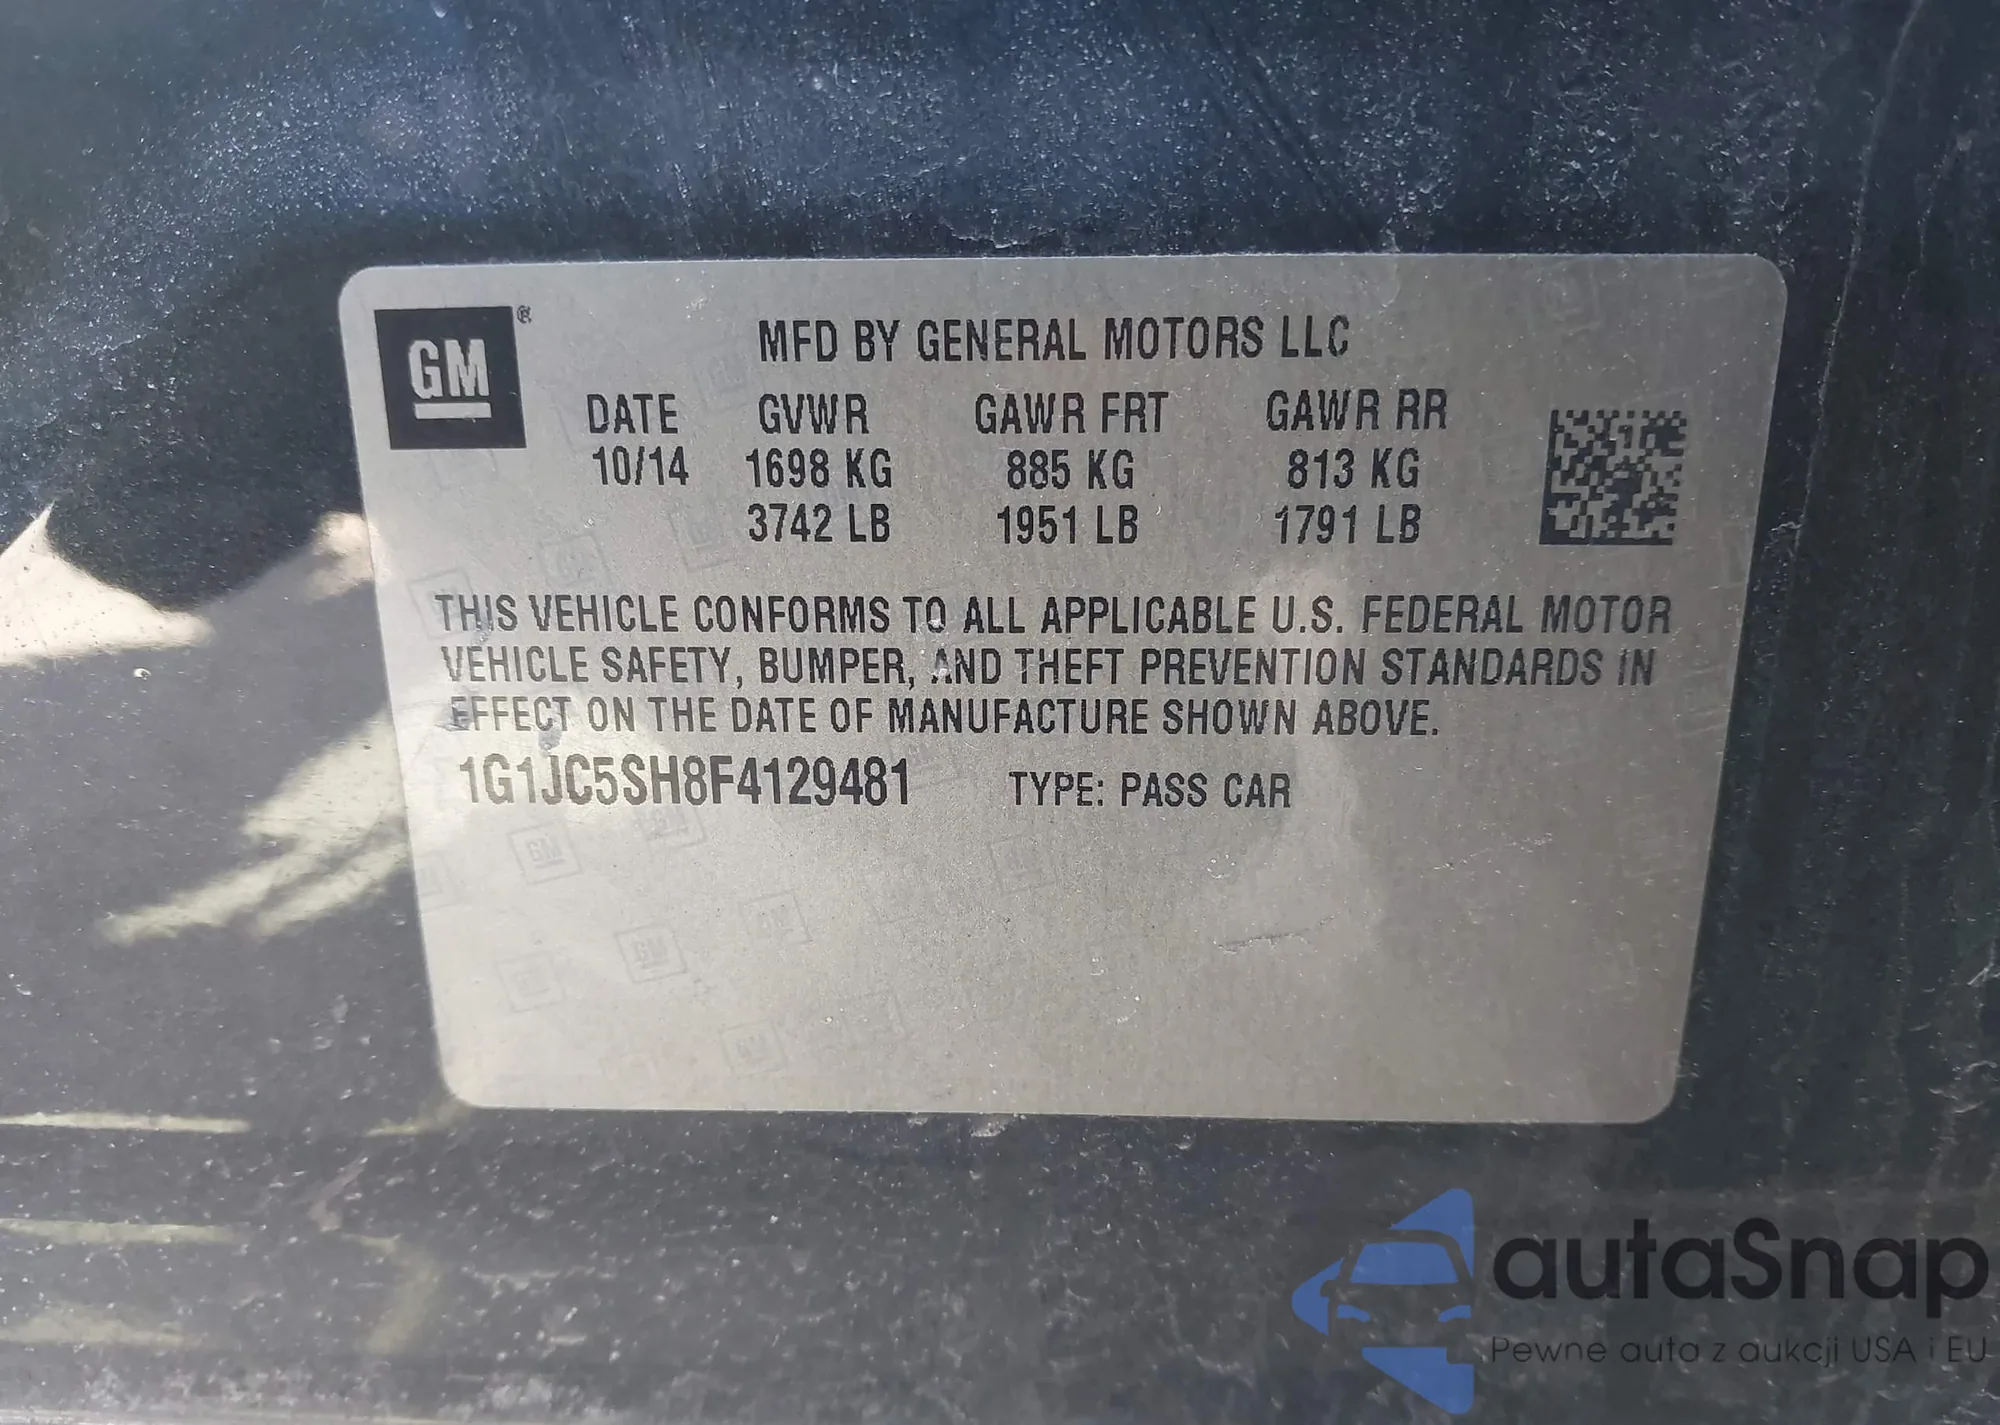 GM ®
MFD BY GENERAL MOTORS LLC
DATE GVWR GAWR FRT GAWR RR
10/14 1698 KG 885 KG 813 KG
3742 LB 1951 LB 1791 LB
THIS VEHICLE CONFORMS TO ALL APPLICABLE U.S. FEDERAL MOTOR
VEHICLE SAFETY, BUMPER, AND THEFT PREVENTION STANDARDS IN
EFFECT ON THE DATE OF MANUFACTURE SHOWN ABOVE.
1G1JC5SH8F4129481 TYPE: PASS CAR
autaSnap
Pewne auta z aukcji USA i EU